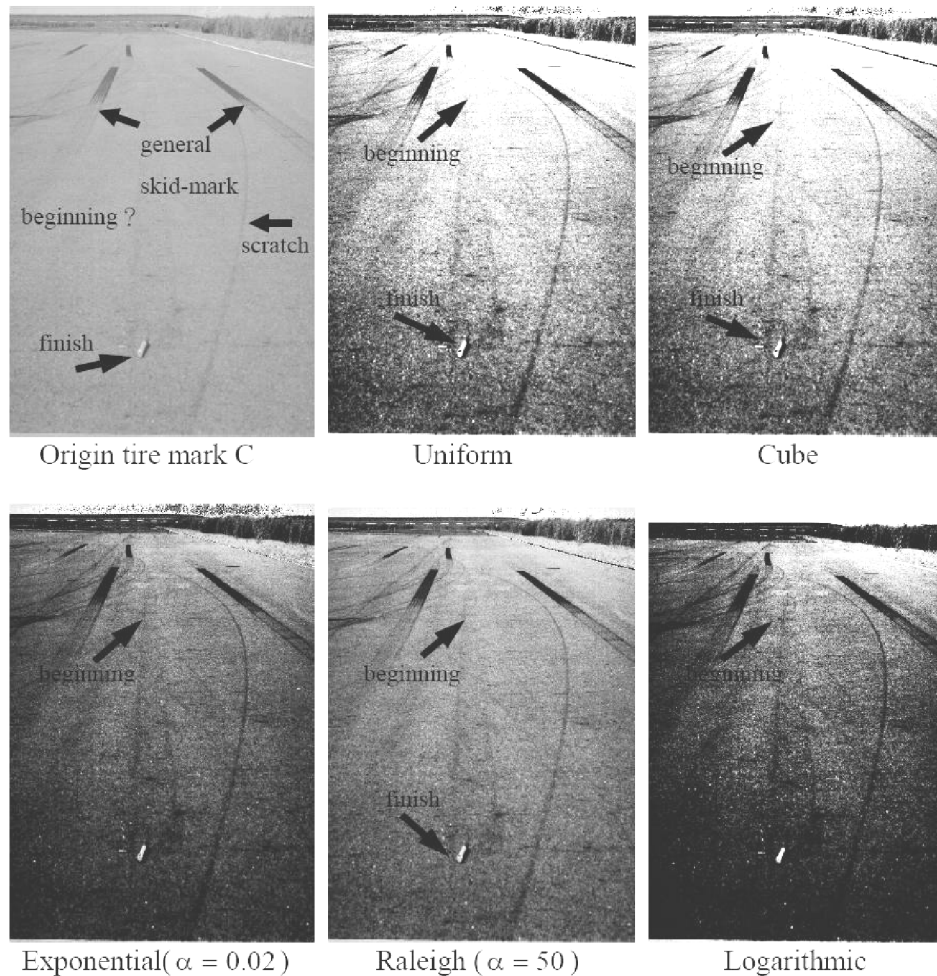 general
skid-mark
beginning ?
scratch
finish
Origin tire mark C
beginning
finish
Uniform
beginning
finish
Cube
beginning
Exponential( α = 0.02 )
beginning
finish
Raleigh ( α = 50 )
beginning
Logarithmic